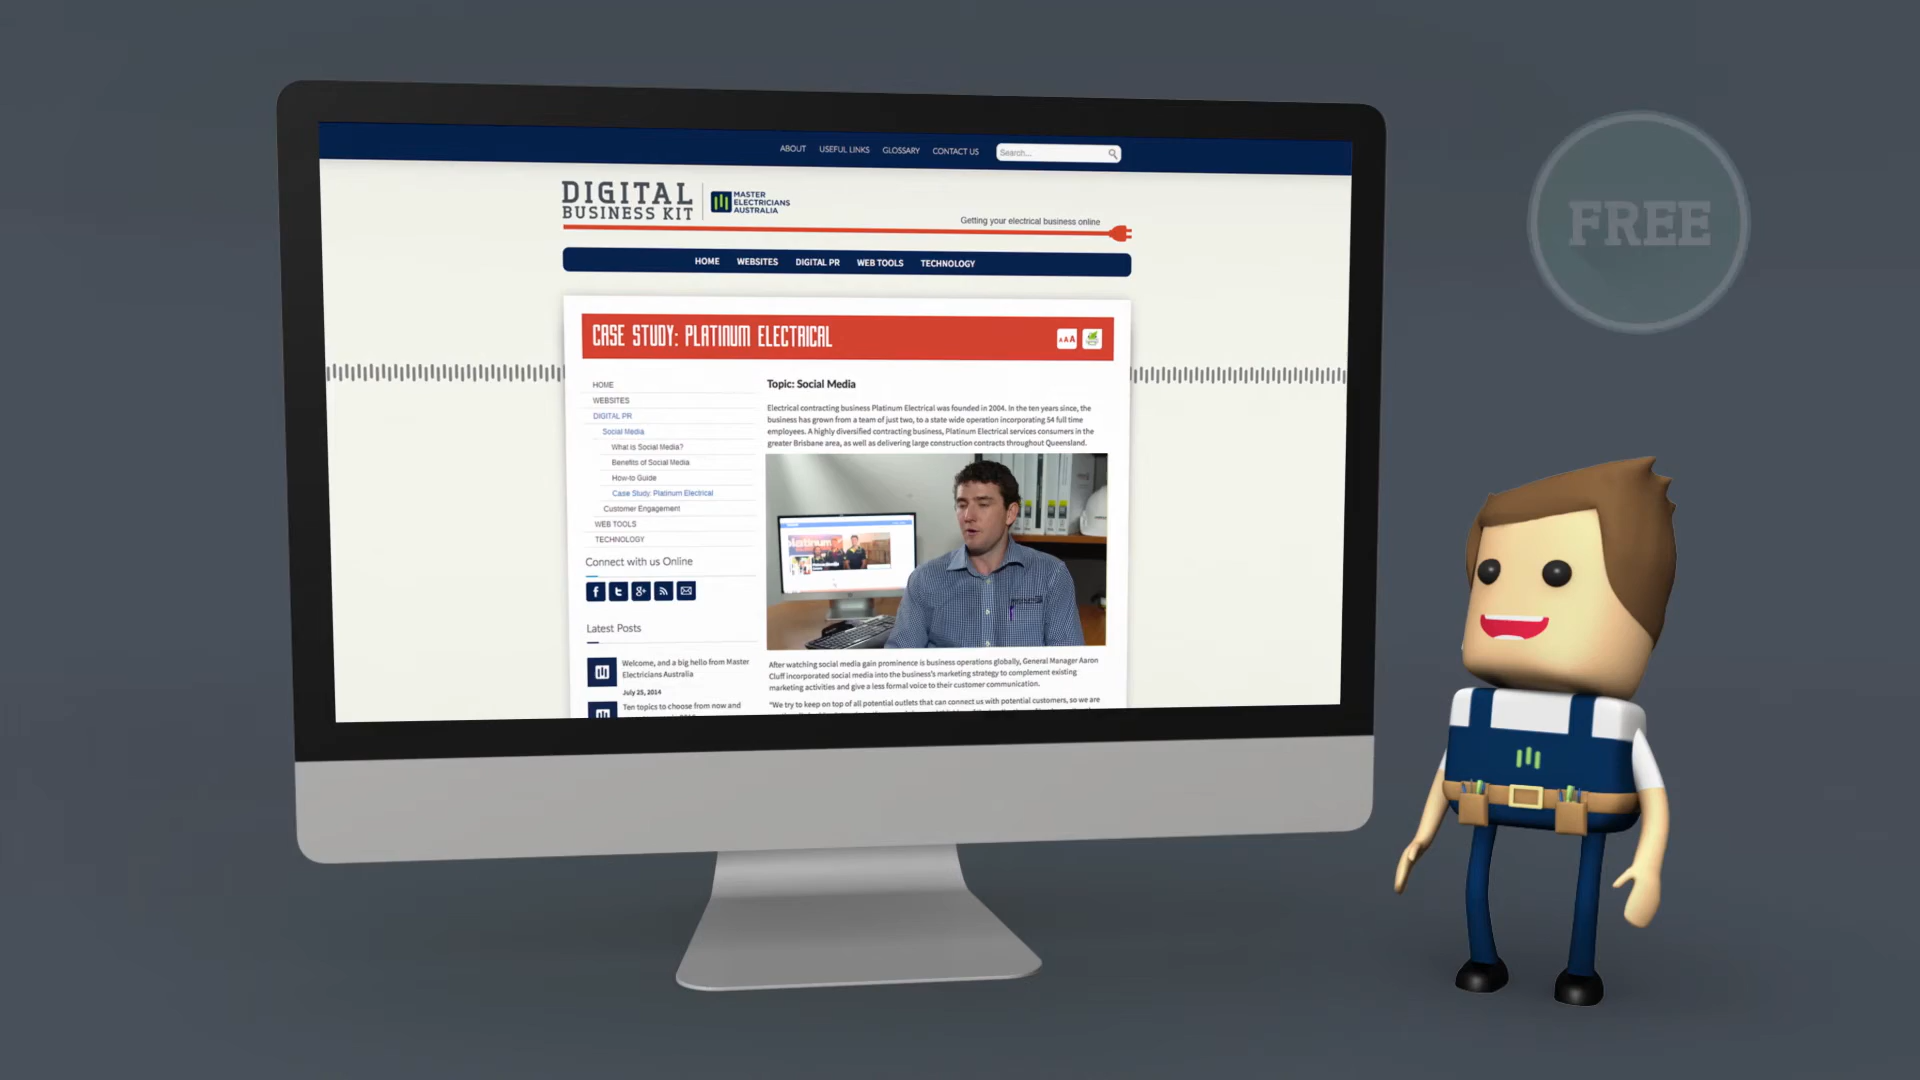 ABOUT USEFUL LINKS GLOSSARY CONTACT US Search...
DIGITAL
BUSINESS KIT
MASTER
ELECTRICIANS
AUSTRALIA
Getting your electrical business online
HOME WEBSITES DIGITAL PR WEB TOOLS TECHNOLOGY
FREE
CASE STUDY: PLATINUM ELECTRICAL
AAA
HOME
WEBSITES
DIGITAL PR
Social Media
What is Social Media?
Benefits of Social Media
How-to Guide
Case Study: Platinum Electrical
Customer Engagement
WEB TOOLS
TECHNOLOGY
Connect with us Online
Latest Posts
Welcome, and a big hello from Master
Electricians Australia
July 25, 2014
Ten topics to choose from now and
Topic: Social Media
Electrical contracting business Platinum Electrical was founded in 2004. In the ten years since, the
business has grown from a team of just two, to a state wide operation incorporating 54 full time
employees. A highly diversified contracting business, Platinum Electrical services consumers in the
greater Brisbane area, as well as delivering large construction contracts throughout Queensland.
platinum
After watching social media gain prominence is business operations globally, General Manager Aaron
Cluff incorporated social media into the business's marketing strategy to complement existing
marketing activities and give a less formal voice to their customer communication.
"We try to keep on top of all potential outlets that can connect us with potential customers, so we are